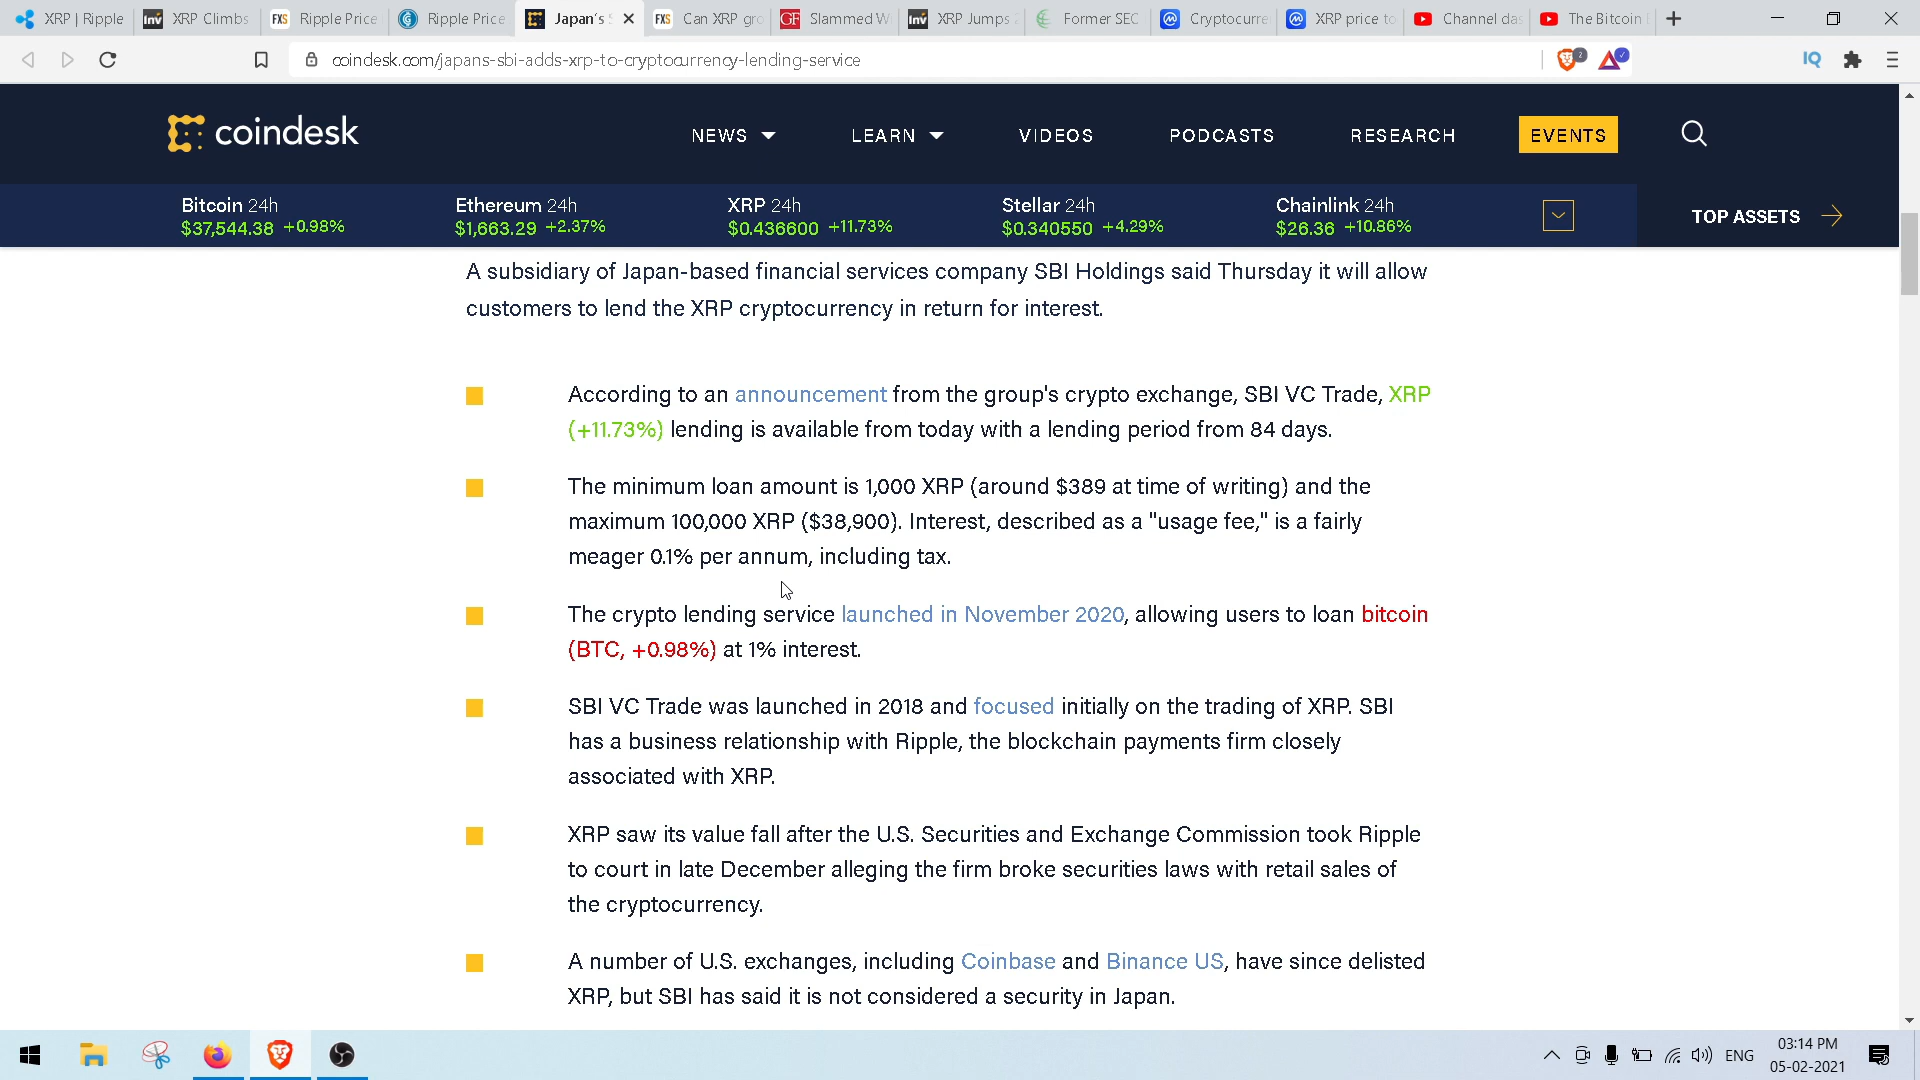 XRP | Ripple
XRP Climbs
Ripple Price
Ripple Price
Japan's S
Can XRP gro
Slammed W
XRP Jumps 2
Former SEC
Cryptocurre
XRP price to
Channel das
The Bitcoin E
coindesk.com/japans-sbi-adds-xrp-to-cryptocurrency-lending-service
2
IQ
coindesk
NEWS
LEARN
VIDEOS
PODCASTS
RESEARCH
EVENTS
Bitcoin 24h
$37,544.38 +0.98%
Ethereum 24h
$1,663.29 +2.37%
XRP 24h
$0.436600 +11.73%
Stellar 24h
$0.340550 +4.29%
Chainlink 24h
$26.36 +10.86%
TOP ASSETS
A subsidiary of Japan-based financial services company SBI Holdings said Thursday it will allow
customers to lend the XRP cryptocurrency in return for interest.
According to an announcement from the group's crypto exchange, SBI VC Trade, XRP
(+11.73%) lending is available from today with a lending period from 84 days.
The minimum loan amount is 1,000 XRP (around $389 at time of writing) and the
maximum 100,000 XRP ($38,900). Interest, described as a "usage fee," is a fairly
meager 0.1% per annum, including tax.
The crypto lending service launched in November 2020, allowing users to loan bitcoin
(BTC, +0.98%) at 1% interest.
SBI VC Trade was launched in 2018 and focused initially on the trading of XRP. SBI
has a business relationship with Ripple, the blockchain payments firm closely
associated with XRP.
XRP saw its value fall after the U.S. Securities and Exchange Commission took Ripple
to court in late December alleging the firm broke securities laws with retail sales of
the cryptocurrency.
A number of U.S. exchanges, including Coinbase and Binance US, have since delisted
XRP, but SBI has said it is not considered a security in Japan.
ENG
03:14 PM
05-02-2021